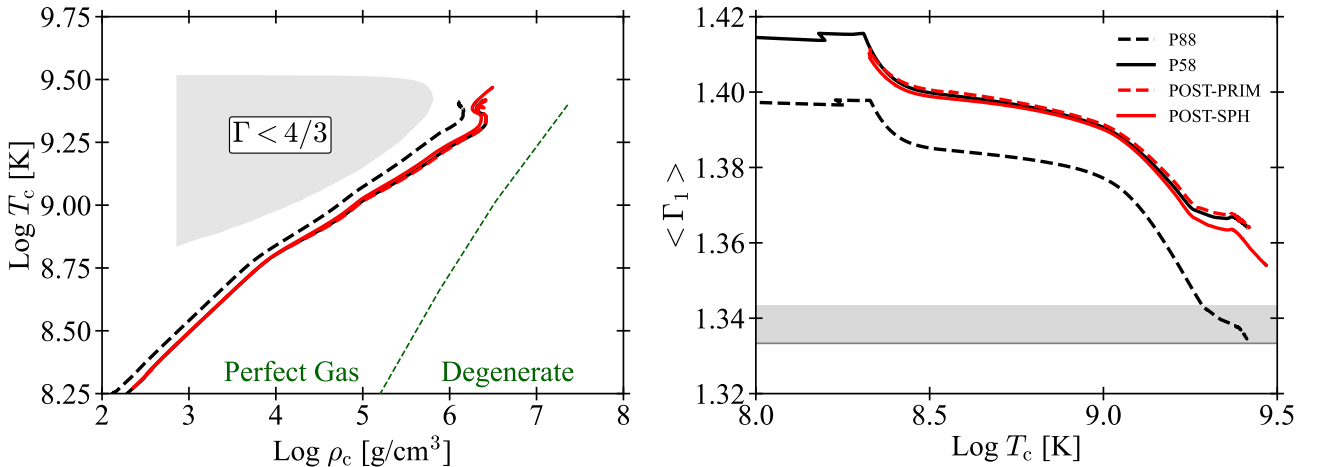 9.75
9.50
9.25
9.00
8.75
8.50
8.25
Log T_c [K]
Γ < 4/3
Perfect Gas
Degenerate
2 3 4 5 6 7 8
Log ρ_c [g/cm³]
1.42
1.40
1.38
1.36
1.34
1.32
< Γ₁ >
P88
P58
POST-PRIM
POST-SPH
8.0 8.5 9.0 9.5
Log T_c [K]